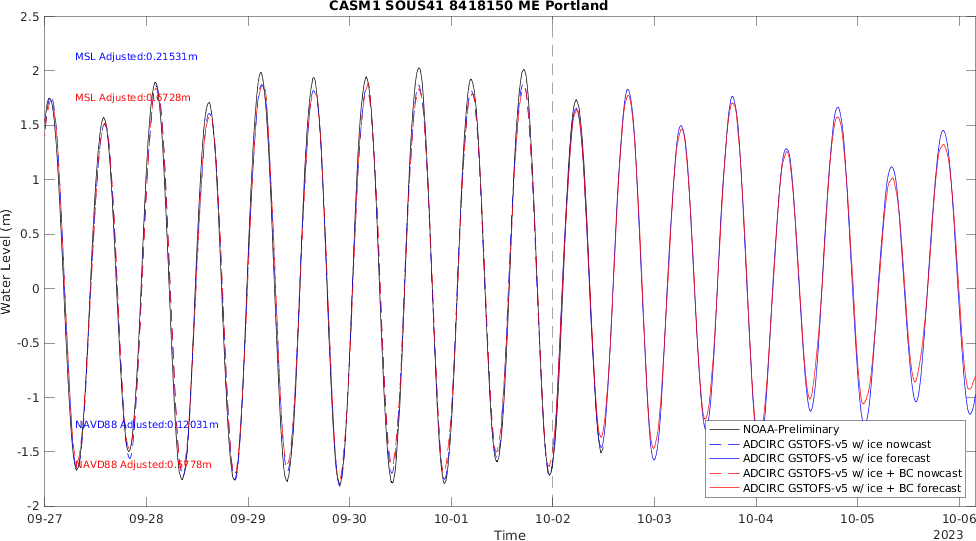 CASM1 SOUS41 8418150 ME Portland
2.5
2
1.5
1
0.5
0
-0.5
-1
-1.5
-2
Water Level (m)
MSL Adjusted:0.21531m
MSL Adjusted:
NAVD88 Adjusted:0.12031m
NAVD88 Adjusted:
NOAA-Preliminary
ADCIRC GSTOFS-v5 w/ ice nowcast
ADCIRC GSTOFS-v5 w/ ice forecast
ADCIRC GSTOFS-v5 w/ ice + BC nowcast
ADCIRC GSTOFS-v5 w/ ice + BC forecast
09-27 09-28 09-29 09-30 10-01 10-02 10-03 10-04 10-05 10-06
2023
Time